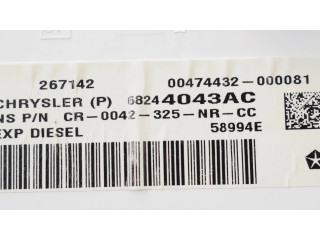 267142 00474432-000081
CHRYSLER (P) 68244043AC
NS P/N CR-0042-325-NR-CC
EXP DIESEL 58994E